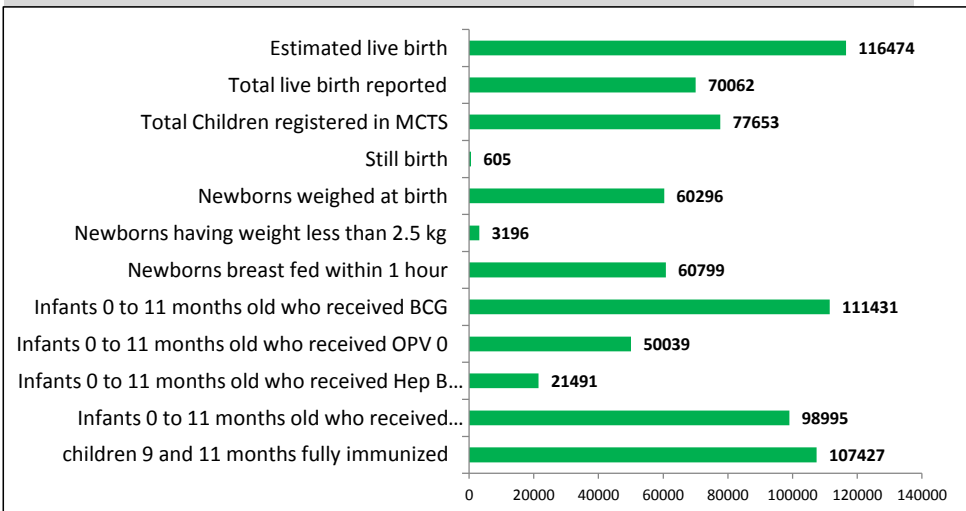 Estimated live birth 116474
Total live birth reported 70062
Total Children registered in MCTS 77653
Still birth 605
Newborns weighed at birth 60296
Newborns having weight less than 2.5 kg 3196
Newborns breast fed within 1 hour 60799
Infants 0 to 11 months old who received BCG 111431
Infants 0 to 11 months old who received OPV 0 50039
Infants 0 to 11 months old who received Hep B... 21491
Infants 0 to 11 months old who received... 98995
children 9 and 11 months fully immunized 107427
0 20000 40000 60000 80000 100000 120000 140000